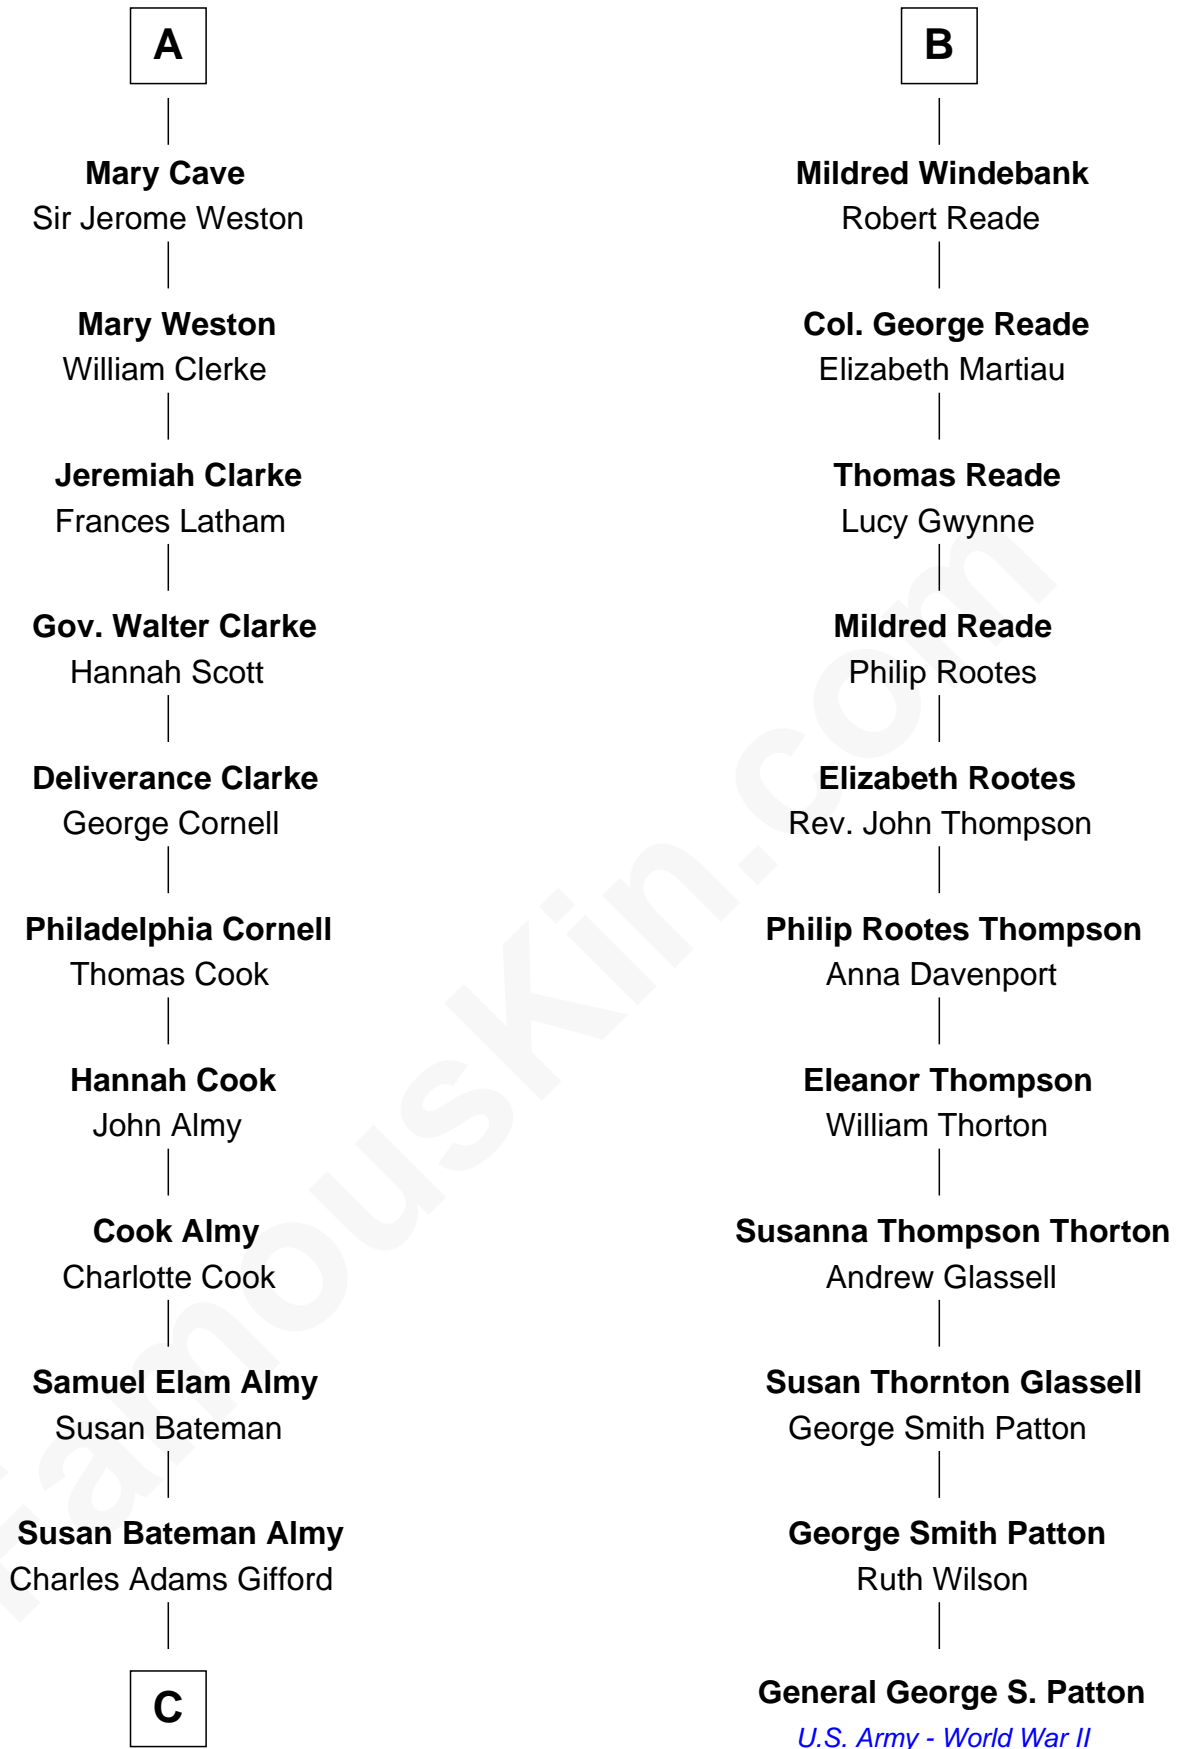 A
Mary Cave
Sir Jerome Weston
Mary Weston
William Clerke
Jeremiah Clarke
Frances Latham
Gov. Walter Clarke
Hannah Scott
Deliverance Clarke
George Cornell
Philadelphia Cornell
Thomas Cook
Hannah Cook
John Almy
Cook Almy
Charlotte Cook
Samuel Elam Almy
Susan Bateman
Susan Bateman Almy
Charles Adams Gifford
C
B
Mildred Windebank
Robert Reade
Col. George Reade
Elizabeth Martiau
Thomas Reade
Lucy Gwynne
Mildred Reade
Philip Rootes
Elizabeth Rootes
Rev. John Thompson
Philip Rootes Thompson
Anna Davenport
Eleanor Thompson
William Thorton
Susanna Thompson Thorton
Andrew Glassell
Susan Thornton Glassell
George Smith Patton
George Smith Patton
Ruth Wilson
General George S. Patton
U.S. Army - World War II
FamousKin.com